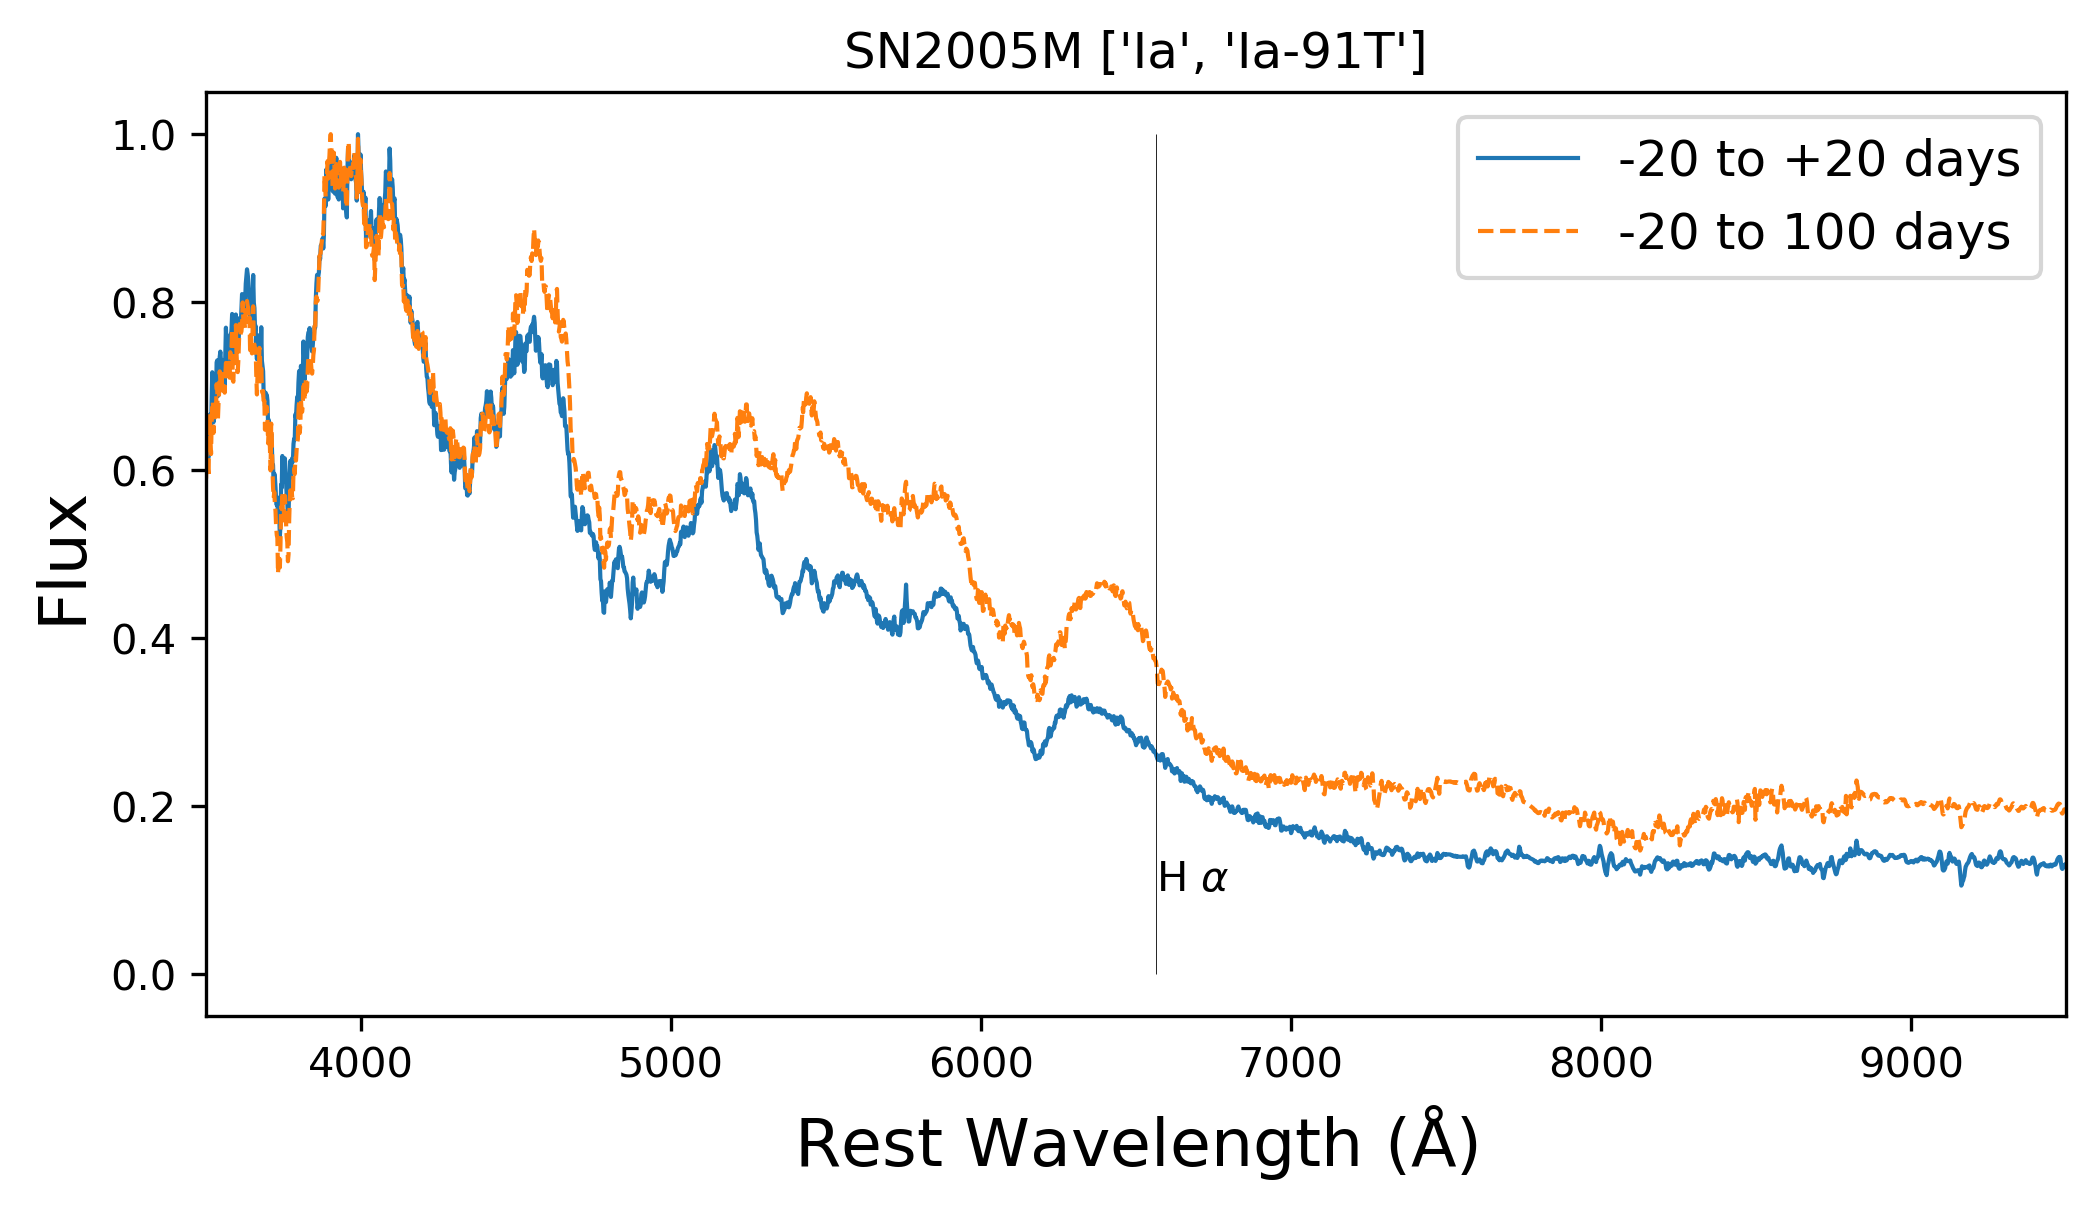 SN2005M ['Ia', 'Ia-91T']
-20 to +20 days
-20 to 100 days
1.0
0.8
0.6
0.4
0.2
0.0
Flux
H α
4000 5000 6000 7000 8000 9000
Rest Wavelength (Å)